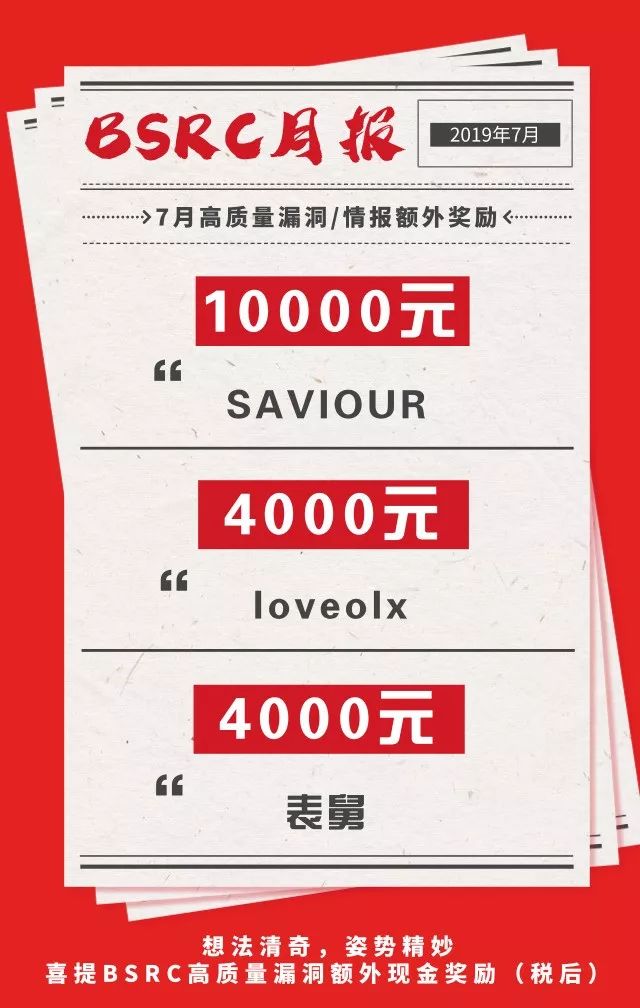 BSRC月报
2019年7月
7月高质量漏洞/情报额外奖励
10000元
“
SAVIOUR
4000元
“
loveolx
4000元
“
表舅
想法清奇，姿势精妙
喜提BSRC高质量漏洞额外现金奖励（税后）